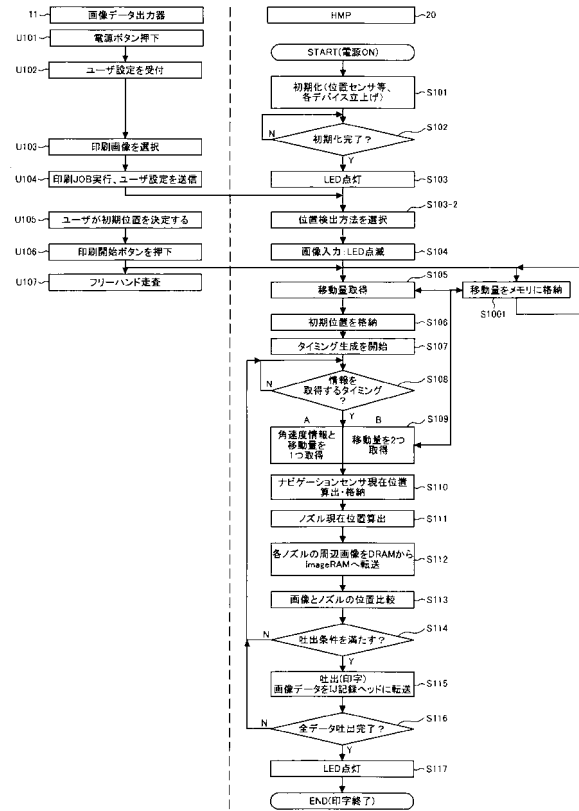 11
画像データ出力器
HMP
20
U101
電源ボタン押下
START(電源ON)
U102
ユーザ設定を受付
初期化(位置センサ等、
各デバイス立上げ)
S101
N
初期化完了?
S102
Y
U103
印刷画像を選択
U104
印刷JOB実行、ユーザ設定を送信
LED点灯
S103
S103-2
U105
ユーザが初期位置を決定する
位置検出方法を選択
U106
印刷開始ボタンを押下
画像入力:LED点滅
S104
S105
U107
フリーハンド走査
移動量取得
移動量をメモリに格納
S1001
初期位置を格納
S106
タイミング生成を開始
S107
N
情報を
取得するタイミング
?
S108
Y
S109
A
B
角速度情報と
移動量を
1つ取得
移動量を2つ
取得
ナビゲーションセンサ現在位置
算出・格納
S110
ノズル現在位置算出
S111
各ノズルの周辺画像をDRAMから
imageRAMへ転送
S112
画像とノズルの位置比較
S113
N
吐出条件を満たす?
S114
Y
吐出(印字)
画像データをIJ記録ヘッドに転送
S115
N
全データ吐出完了?
S116
Y
LED点灯
S117
END(印字終了)